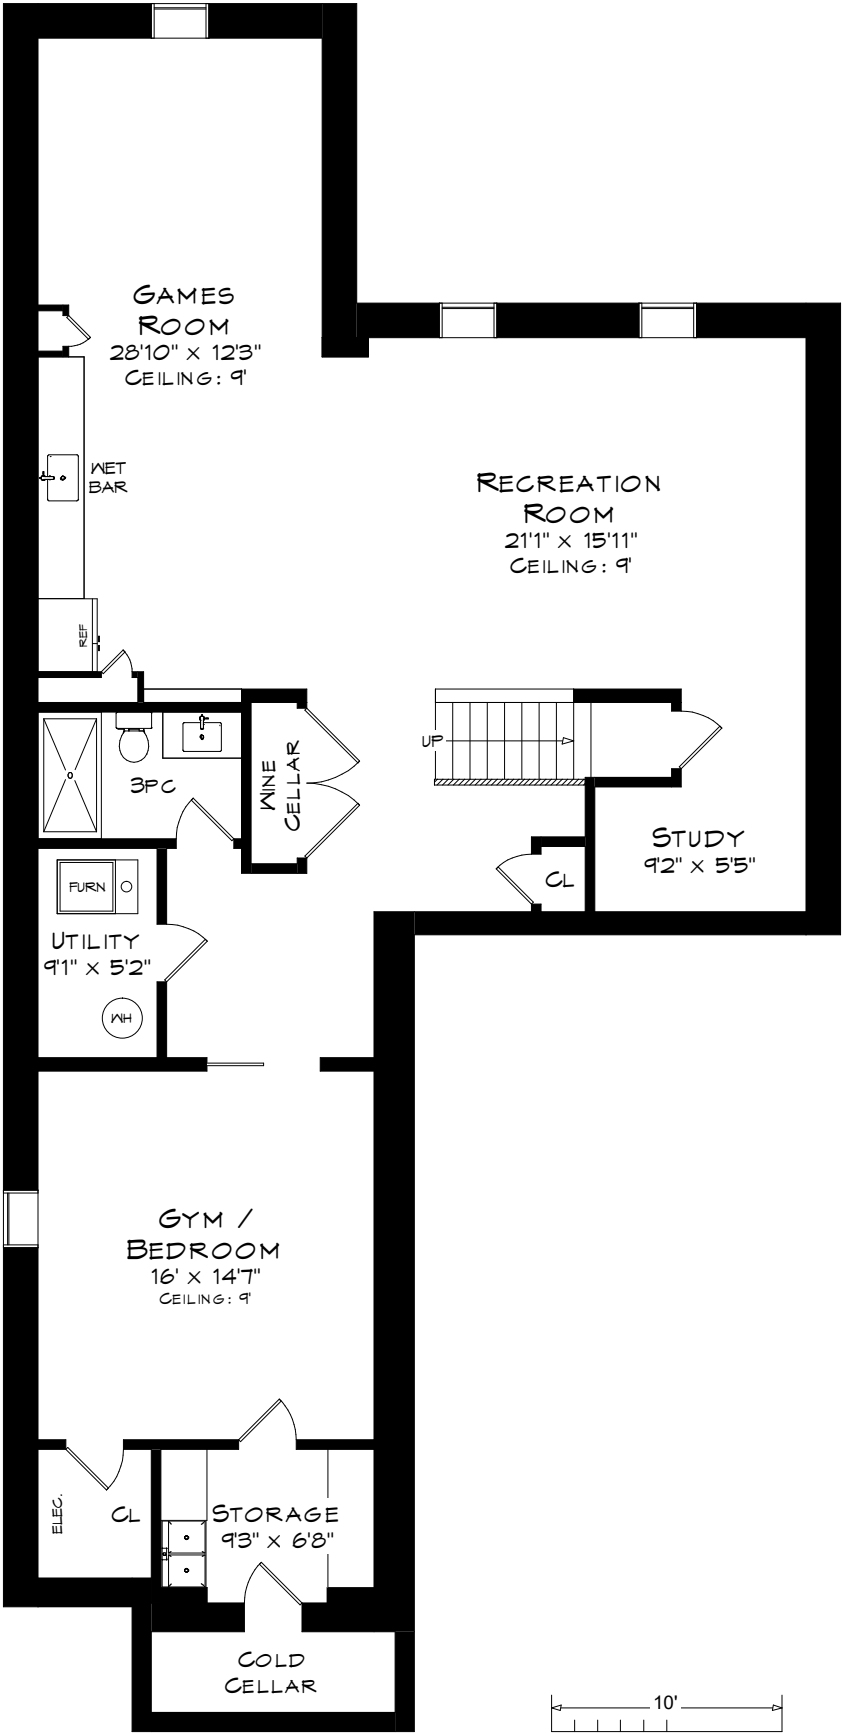 GAMES
ROOM
28'10" x 12'3"
CEILING: 9'
WET
BAR
RECREATION
ROOM
21'1" x 15'11"
CEILING: 9'
REF
UP
WINE
CELLAR
3PC
STUDY
9'2" x 5'5"
CL
FURN
UTILITY
9'1" x 5'2"
WH
GYM /
BEDROOM
16' x 14'7"
CEILING: 9'
ELEC.
CL
STORAGE
9'3" x 6'8"
COLD
CELLAR
10'